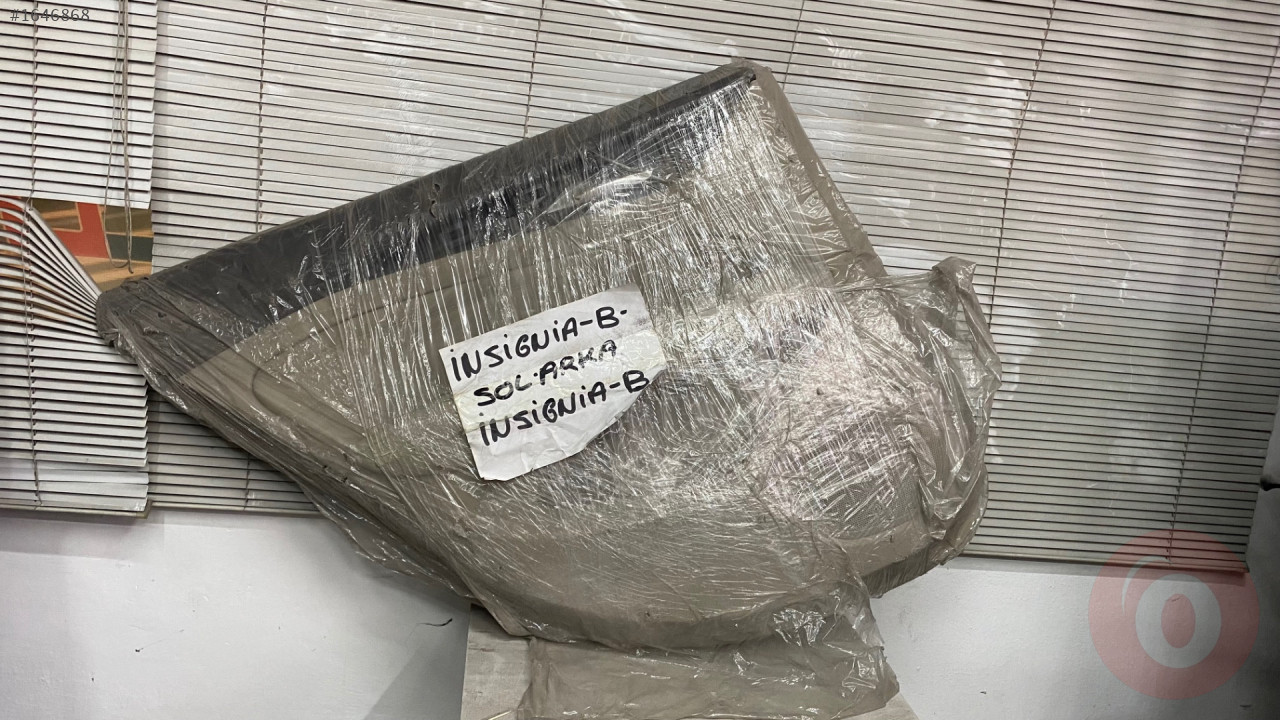 #1646868
İNSİGNİA-B-
SOL·ARKA
İNSİGNİA-B